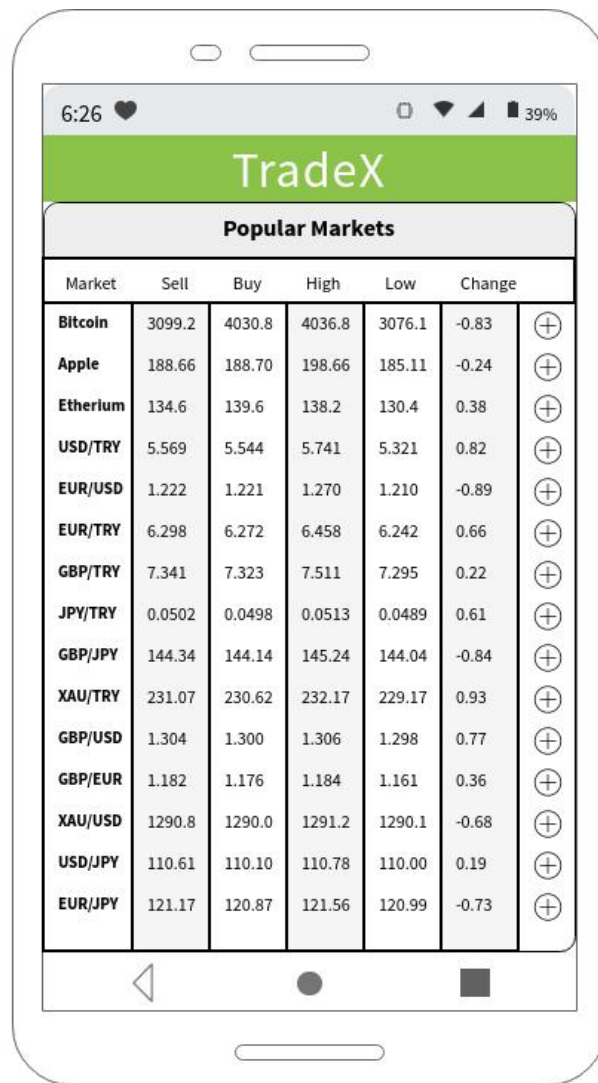 6:26 39%
TradeX
Popular Markets
Market Sell Buy High Low Change
Bitcoin 3099.2 4030.8 4036.8 3076.1 -0.83
Apple 188.66 188.70 198.66 185.11 -0.24
Etherium 134.6 139.6 138.2 130.4 0.38
USD/TRY 5.569 5.544 5.741 5.321 0.82
EUR/USD 1.222 1.221 1.270 1.210 -0.89
EUR/TRY 6.298 6.272 6.458 6.242 0.66
GBP/TRY 7.341 7.323 7.511 7.295 0.22
JPY/TRY 0.0502 0.0498 0.0513 0.0489 0.61
GBP/JPY 144.34 144.14 145.24 144.04 -0.84
XAU/TRY 231.07 230.62 232.17 229.17 0.93
GBP/USD 1.304 1.300 1.306 1.298 0.77
GBP/EUR 1.182 1.176 1.184 1.161 0.36
XAU/USD 1290.8 1290.0 1291.2 1290.1 -0.68
USD/JPY 110.61 110.10 110.78 110.00 0.19
EUR/JPY 121.17 120.87 121.56 120.99 -0.73